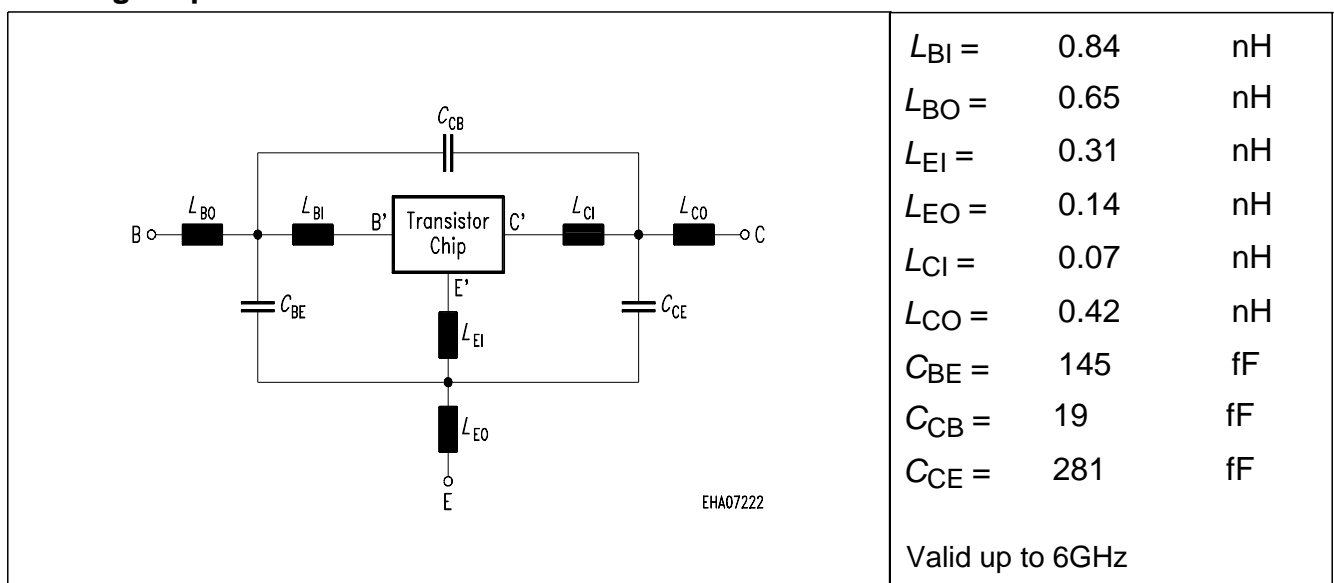 C_CB
L_BO
L_BI
B'
Transistor
Chip
C'
L_CI
L_CO
B
C
E'
C_BE
L_EI
C_CE
L_EO
E
EHA07222
L_BI = 0.84 nH
L_BO = 0.65 nH
L_EI = 0.31 nH
L_EO = 0.14 nH
L_CI = 0.07 nH
L_CO = 0.42 nH
C_BE = 145 fF
C_CB = 19 fF
C_CE = 281 fF
Valid up to 6GHz